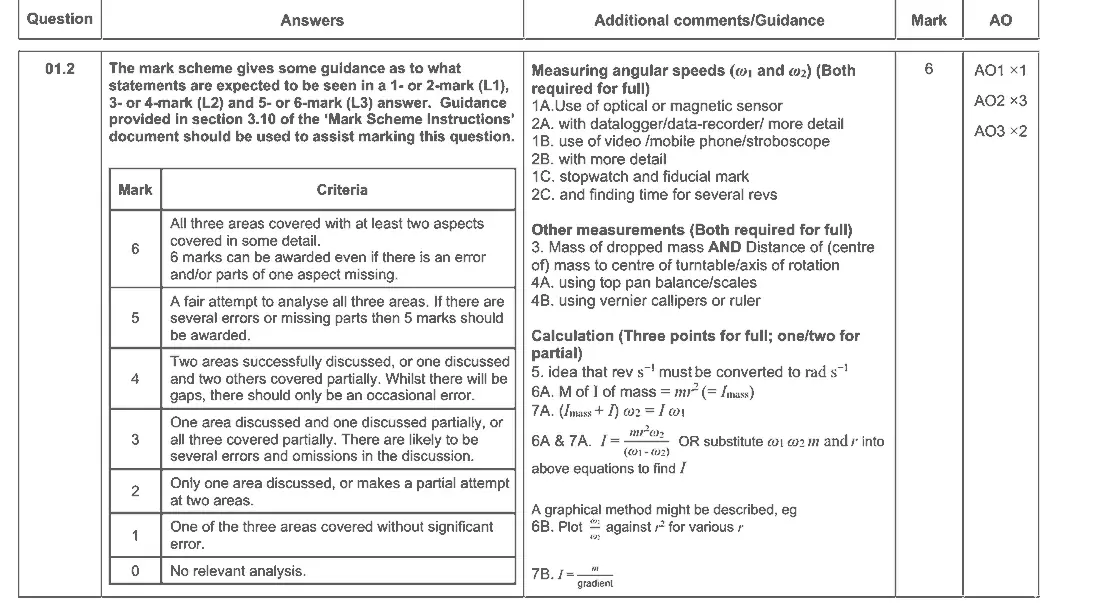 Question Answers Additional comments/Guidance Mark AO
01.2
The mark scheme gives some guidance as to what
statements are expected to be seen in a 1- or 2-mark (L1),
3- or 4-mark (L2) and 5- or 6-mark (L3) answer. Guidance
provided in section 3.10 of the ‘Mark Scheme Instructions’
document should be used to assist marking this question.
Mark Criteria
6
All three areas covered with at least two aspects
covered in some detail.
6 marks can be awarded even if there is an error
and/or parts of one aspect missing.
5
A fair attempt to analyse all three areas. If there are
several errors or missing parts then 5 marks should
be awarded.
4
Two areas successfully discussed, or one discussed
and two others covered partially. Whilst there will be
gaps, there should only be an occasional error.
3
One area discussed and one discussed partially, or
all three covered partially. There are likely to be
several errors and omissions in the discussion.
2
Only one area discussed, or makes a partial attempt
at two areas.
1
One of the three areas covered without significant
error.
0 No relevant analysis.
Measuring angular speeds (ω1 and ω2) (Both
required for full)
1A.Use of optical or magnetic sensor
2A. with datalogger/data-recorder/ more detail
1B. use of video /mobile phone/stroboscope
2B. with more detail
1C. stopwatch and fiducial mark
2C. and finding time for several revs
Other measurements (Both required for full)
3. Mass of dropped mass AND Distance of (centre
of) mass to centre of turntable/axis of rotation
4A. using top pan balance/scales
4B. using vernier callipers or ruler
Calculation (Three points for full; one/two for
partial)
5. idea that rev s⁻¹ must be converted to rad s⁻¹
6A. M of I of mass = mr² (= Imass)
7A. (Imass + I) ω2 = I ω1
6A & 7A. I = mr²ω2 / (ω1 - ω2) OR substitute ω1 ω2 m and r into
above equations to find I
A graphical method might be described, eg
6B. Plot against r² for various r
7B. I = m / gradient
6
AO1 ×1
AO2 ×3
AO3 ×2